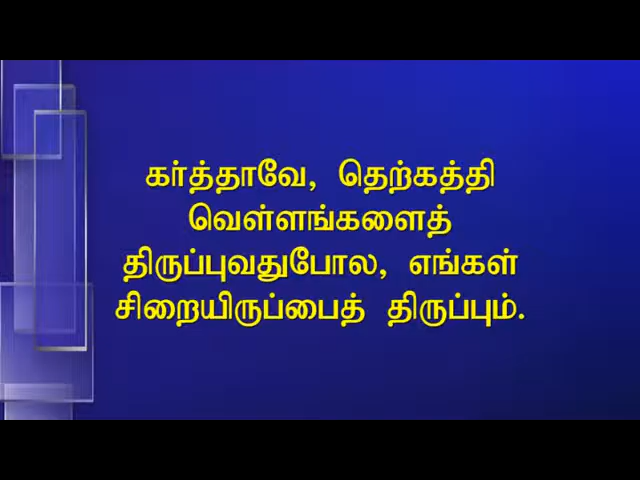 கர்த்தாவே, தெற்கத்தி
வெள்ளங்களைத்
திருப்புவதுபோல, எங்கள்
சிறையிருப்பைத் திருப்பும்.